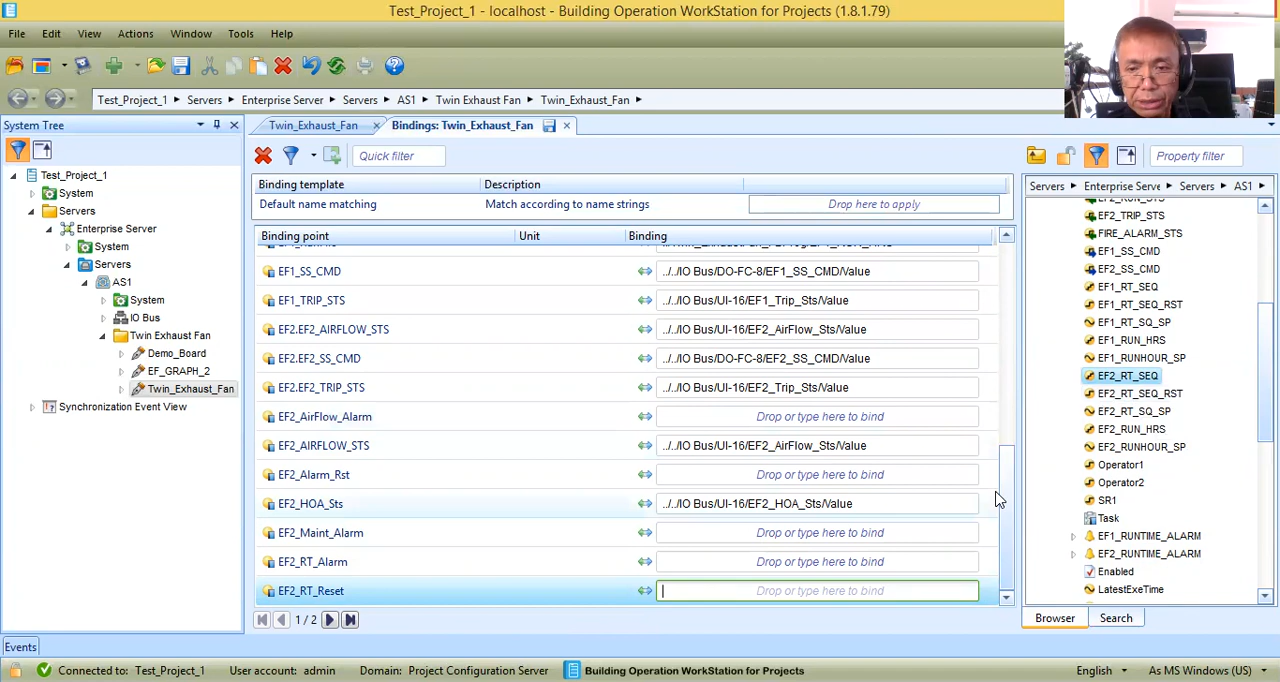 Test_Project_1 - localhost - Building Operation WorkStation for Projects (1.8.1.79)
File Edit View Actions Window Tools Help
Test_Project_1 Servers Enterprise Server Servers AS1 Twin Exhaust Fan Twin_Exhaust_Fan
System Tree
Test_Project_1
System
Servers
Enterprise Server
System
Servers
AS1
System
IO Bus
Twin Exhaust Fan
Demo_Board
EF_GRAPH_2
Twin_Exhaust_Fan
Synchronization Event View
Twin_Exhaust_Fan Bindings: Twin_Exhaust_Fan
Quick filter
Binding template Description
Default name matching Match according to name strings Drop here to apply
Binding point Unit Binding
EF1_SS_CMD ../../IO Bus/DO-FC-8/EF1_SS_CMD/Value
EF1_TRIP_STS ../../IO Bus/UI-16/EF1_Trip_Sts/Value
EF2.EF2_AIRFLOW_STS ../../IO Bus/UI-16/EF2_AirFlow_Sts/Value
EF2.EF2_SS_CMD ../../IO Bus/DO-FC-8/EF2_SS_CMD/Value
EF2.EF2_TRIP_STS ../../IO Bus/UI-16/EF2_Trip_Sts/Value
EF2_AirFlow_Alarm Drop or type here to bind
EF2_AIRFLOW_STS ../../IO Bus/UI-16/EF2_AirFlow_Sts/Value
EF2_Alarm_Rst Drop or type here to bind
EF2_HOA_Sts ../../IO Bus/UI-16/EF2_HOA_Sts/Value
EF2_Maint_Alarm Drop or type here to bind
EF2_RT_Alarm Drop or type here to bind
EF2_RT_Reset Drop or type here to bind
1 / 2
Property filter
Servers Enterprise Serve Servers AS1
EF2_RUN_STS
EF2_TRIP_STS
FIRE_ALARM_STS
EF1_SS_CMD
EF2_SS_CMD
EF1_RT_SEQ
EF1_RT_SEQ_RST
EF1_RT_SQ_SP
EF1_RUN_HRS
EF1_RUNHOUR_SP
EF2_RT_SEQ
EF2_RT_SEQ_RST
EF2_RT_SQ_SP
EF2_RUN_HRS
EF2_RUNHOUR_SP
Operator1
Operator2
SR1
Task
EF1_RUNTIME_ALARM
EF2_RUNTIME_ALARM
Enabled
LatestExeTime
Browser Search
Events
Connected to: Test_Project_1 User account: admin Domain: Project Configuration Server Building Operation WorkStation for Projects English As MS Windows (US)